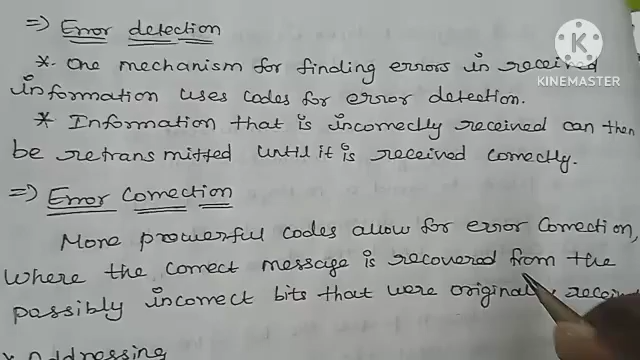 => Error detection
*. One mechanism for finding errors in received
information uses codes for error detection.
* Information that is incorrectly received can then
be retransmitted until it is received correctly.
=> Error Correction
More powerful codes allow for error correction,
where the correct message is recovered from the
possibly incorrect bits that were originally
* Addressing
K
KINEMASTER